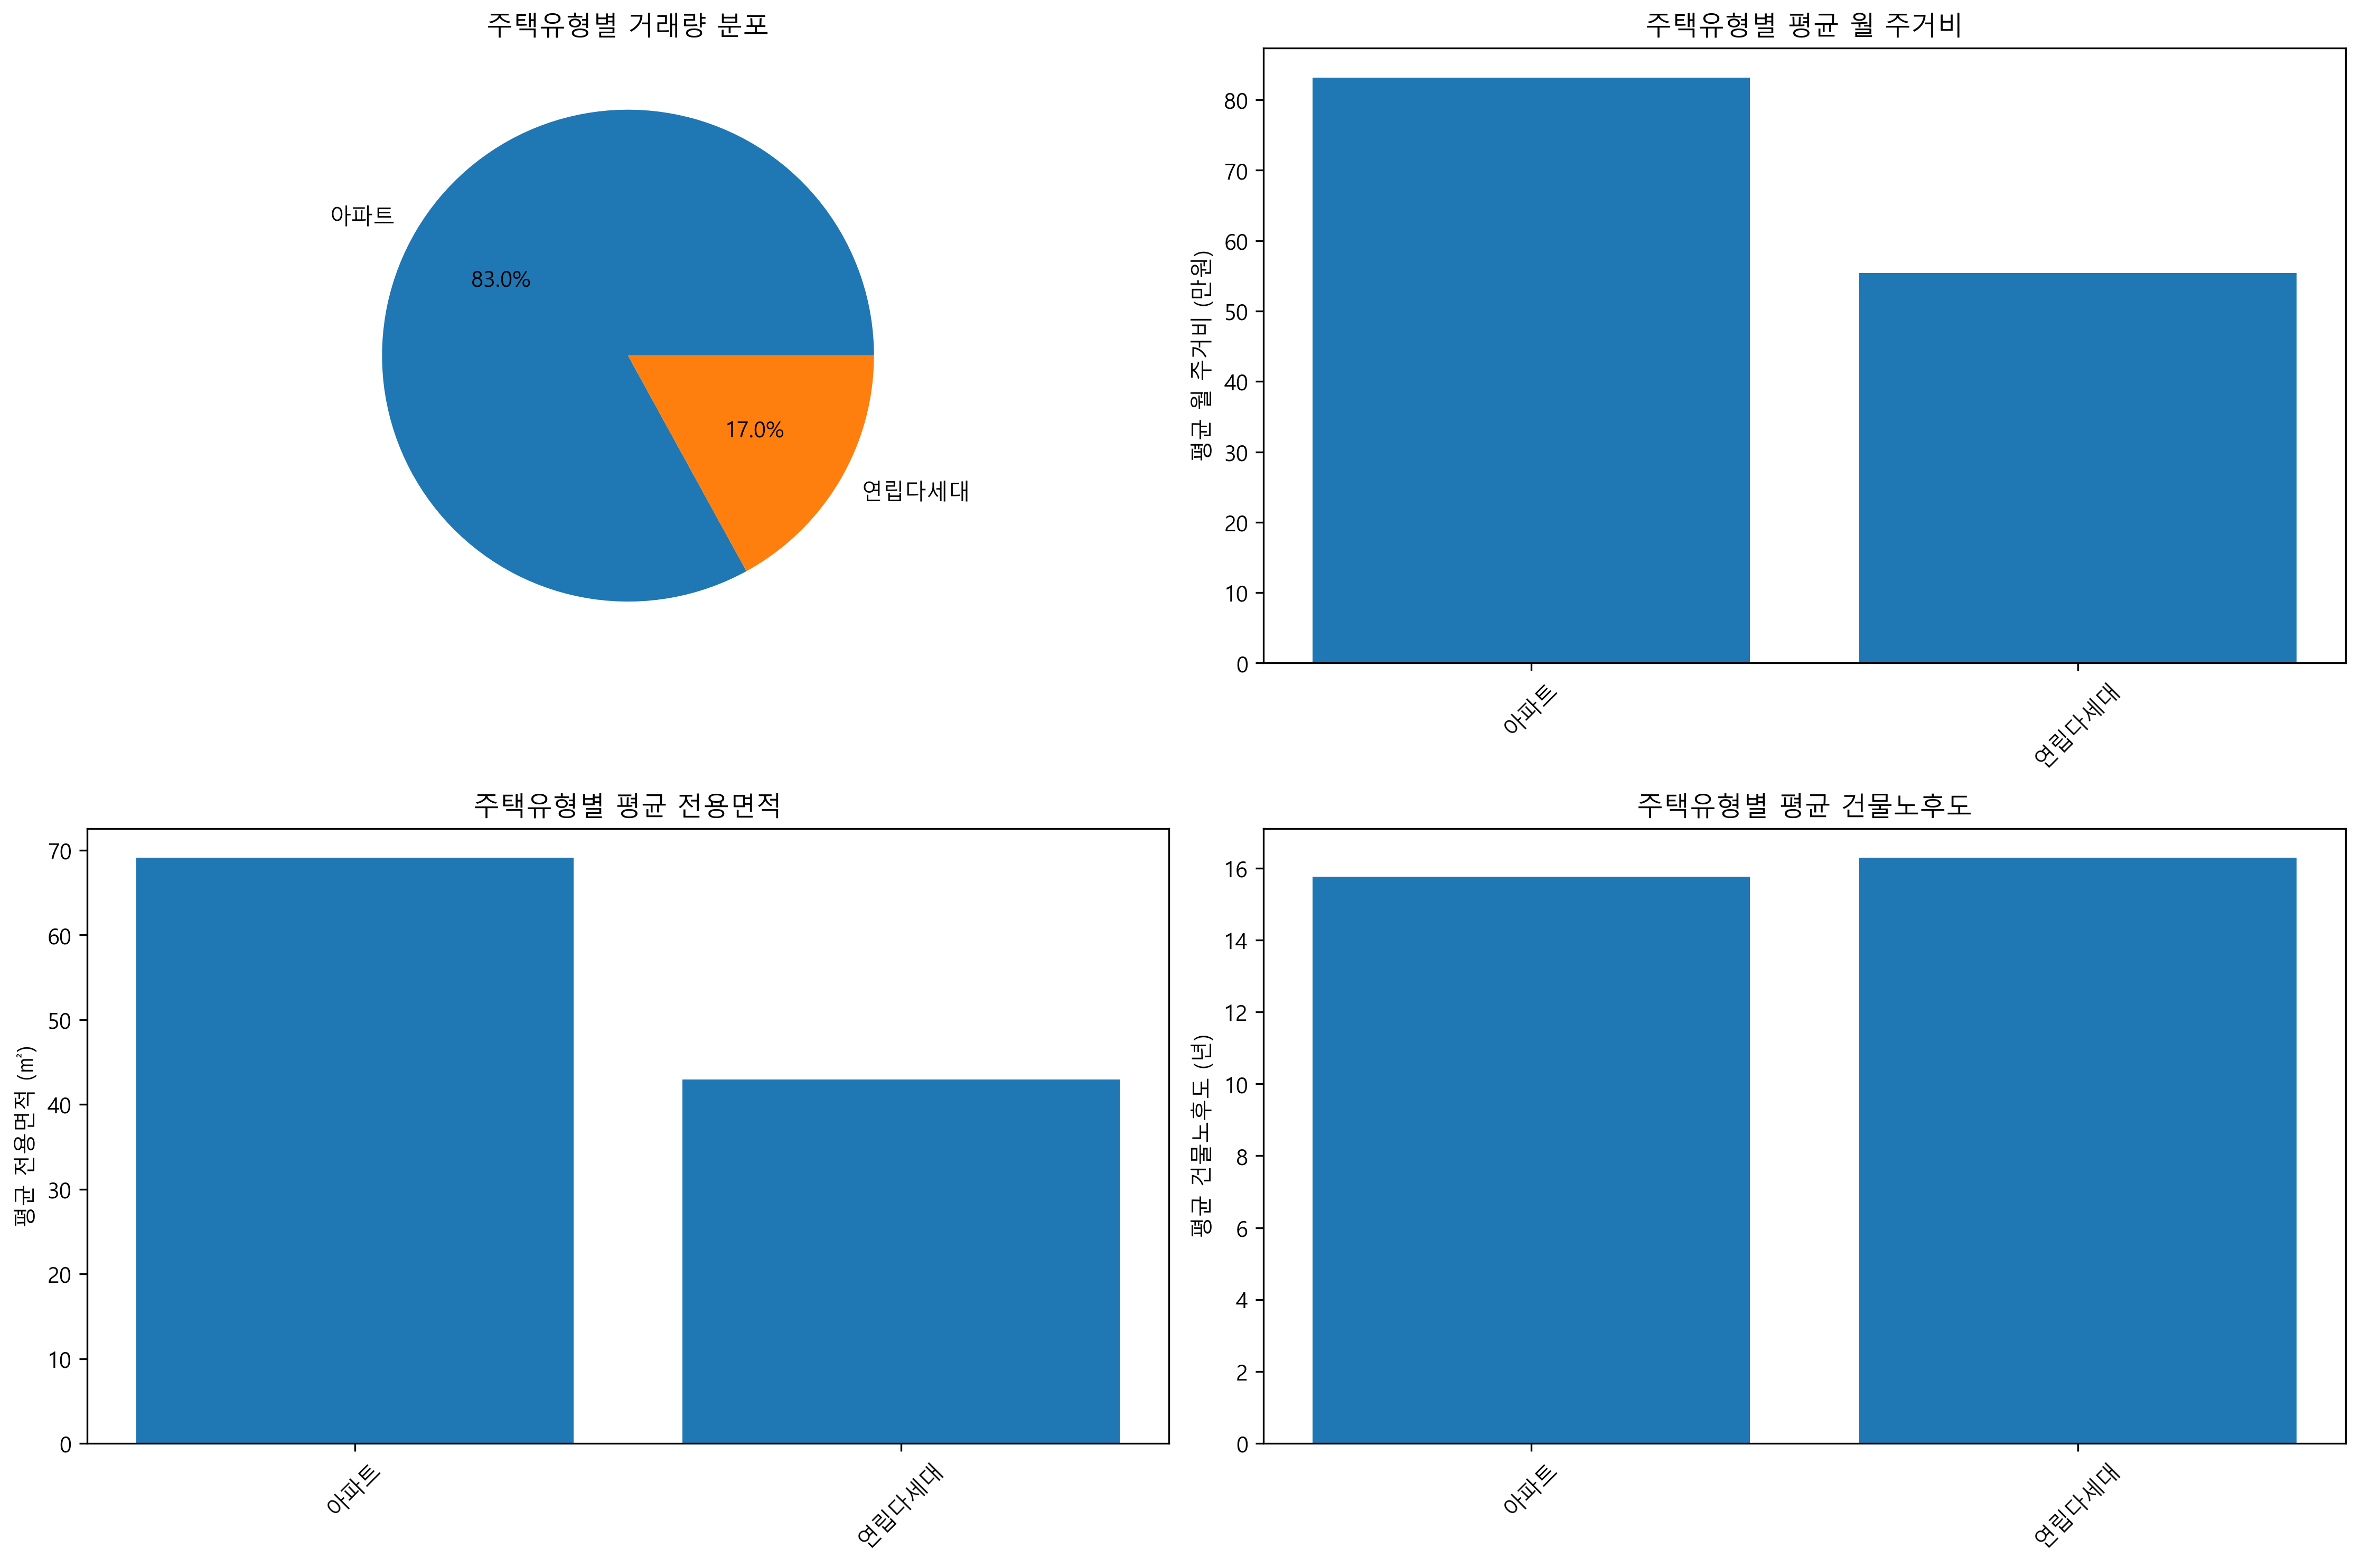 주택유형별 거래량 분포
아파트
83.0%
17.0%
연립다세대
주택유형별 평균 월 주거비
평균 월 주거비 (만원)
80
70
60
50
40
30
20
10
0
아파트
연립다세대
주택유형별 평균 전용면적
평균 전용면적 (㎡)
70
60
50
40
30
20
10
0
아파트
연립다세대
주택유형별 평균 건물노후도
평균 건물노후도 (년)
16
14
12
10
8
6
4
2
0
아파트
연립다세대